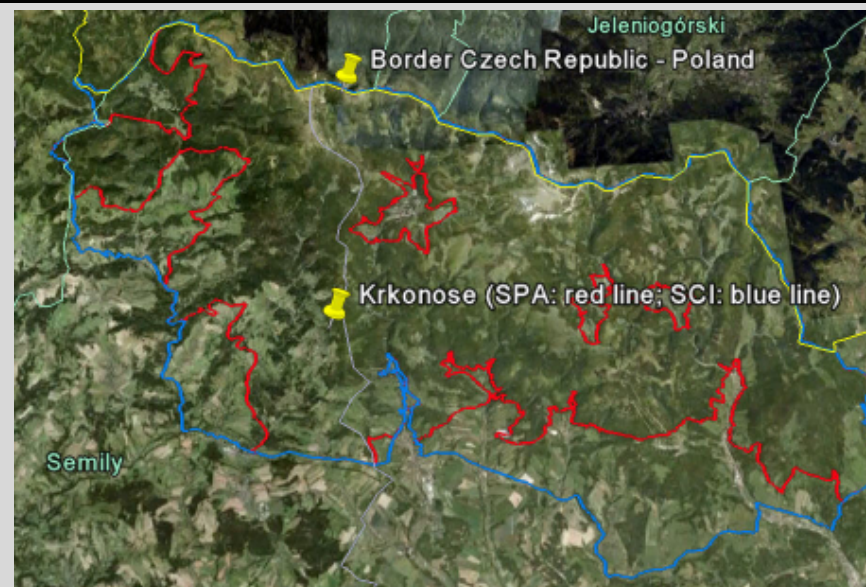 Jeleniogórski
Border Czech Republic - Poland
Krkonose (SPA: red line; SCI: blue line)
Semily